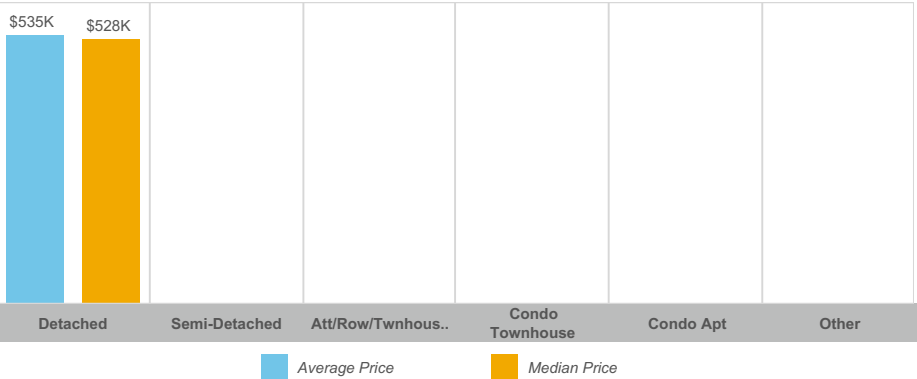 $535K
$528K
Detached
Semi-Detached
Att/Row/Twnhous..
Condo
Townhouse
Condo Apt
Other
Average Price
Median Price